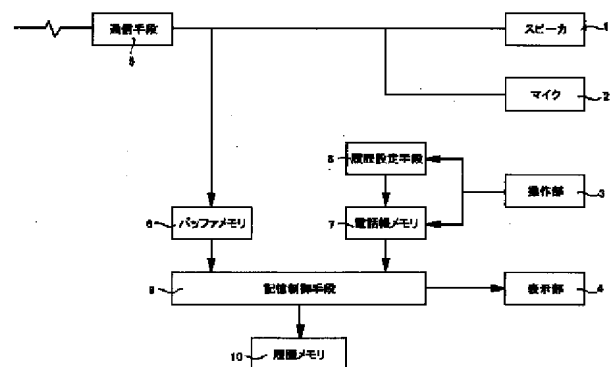 通信手段
5
スピーカ
1
マイク
2
履歴設定手段
操作部
3
バッファメモリ
6
電話帳メモリ
7
記憶制御手段
9
表示部
4
履歴メモリ
10